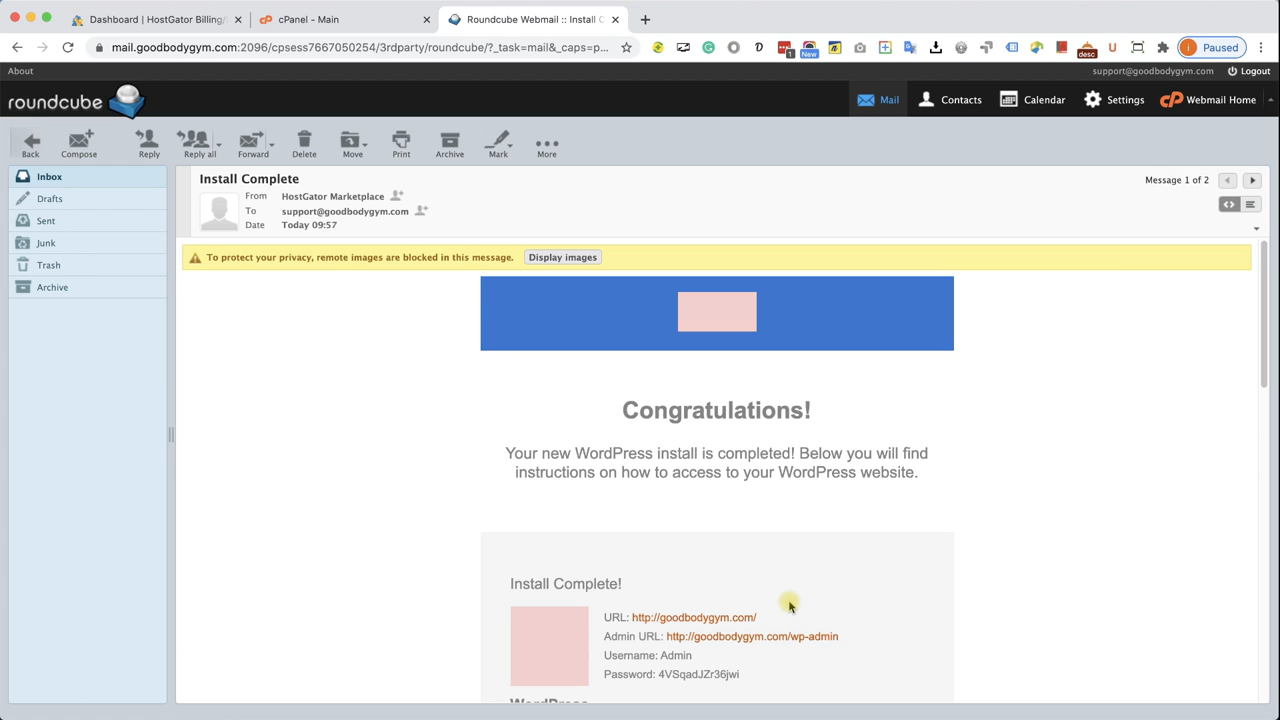 Dashboard | HostGator Billing/
cPanel - Main
Roundcube Webmail :: Install C
mail.goodbodygym.com:2096/cpsess7667050254/3rdparty/roundcube/?_task=mail&_caps=p...
1
New
desc
i Paused
About
support@goodbodygym.com Logout
roundcube
Mail Contacts Calendar Settings cP Webmail Home
Back Compose Reply Reply all Forward Delete Move Print Archive Mark More
Inbox
Drafts
Sent
Junk
Trash
Archive
Install Complete
Message 1 of 2
From HostGator Marketplace
To support@goodbodygym.com
Date Today 09:57
To protect your privacy, remote images are blocked in this message. Display images
Congratulations!
Your new WordPress install is completed! Below you will find
instructions on how to access to your WordPress website.
Install Complete!
URL: http://goodbodygym.com/
Admin URL: http://goodbodygym.com/wp-admin
Username: Admin
Password: 4VSqadJZr36jwi
WordPress